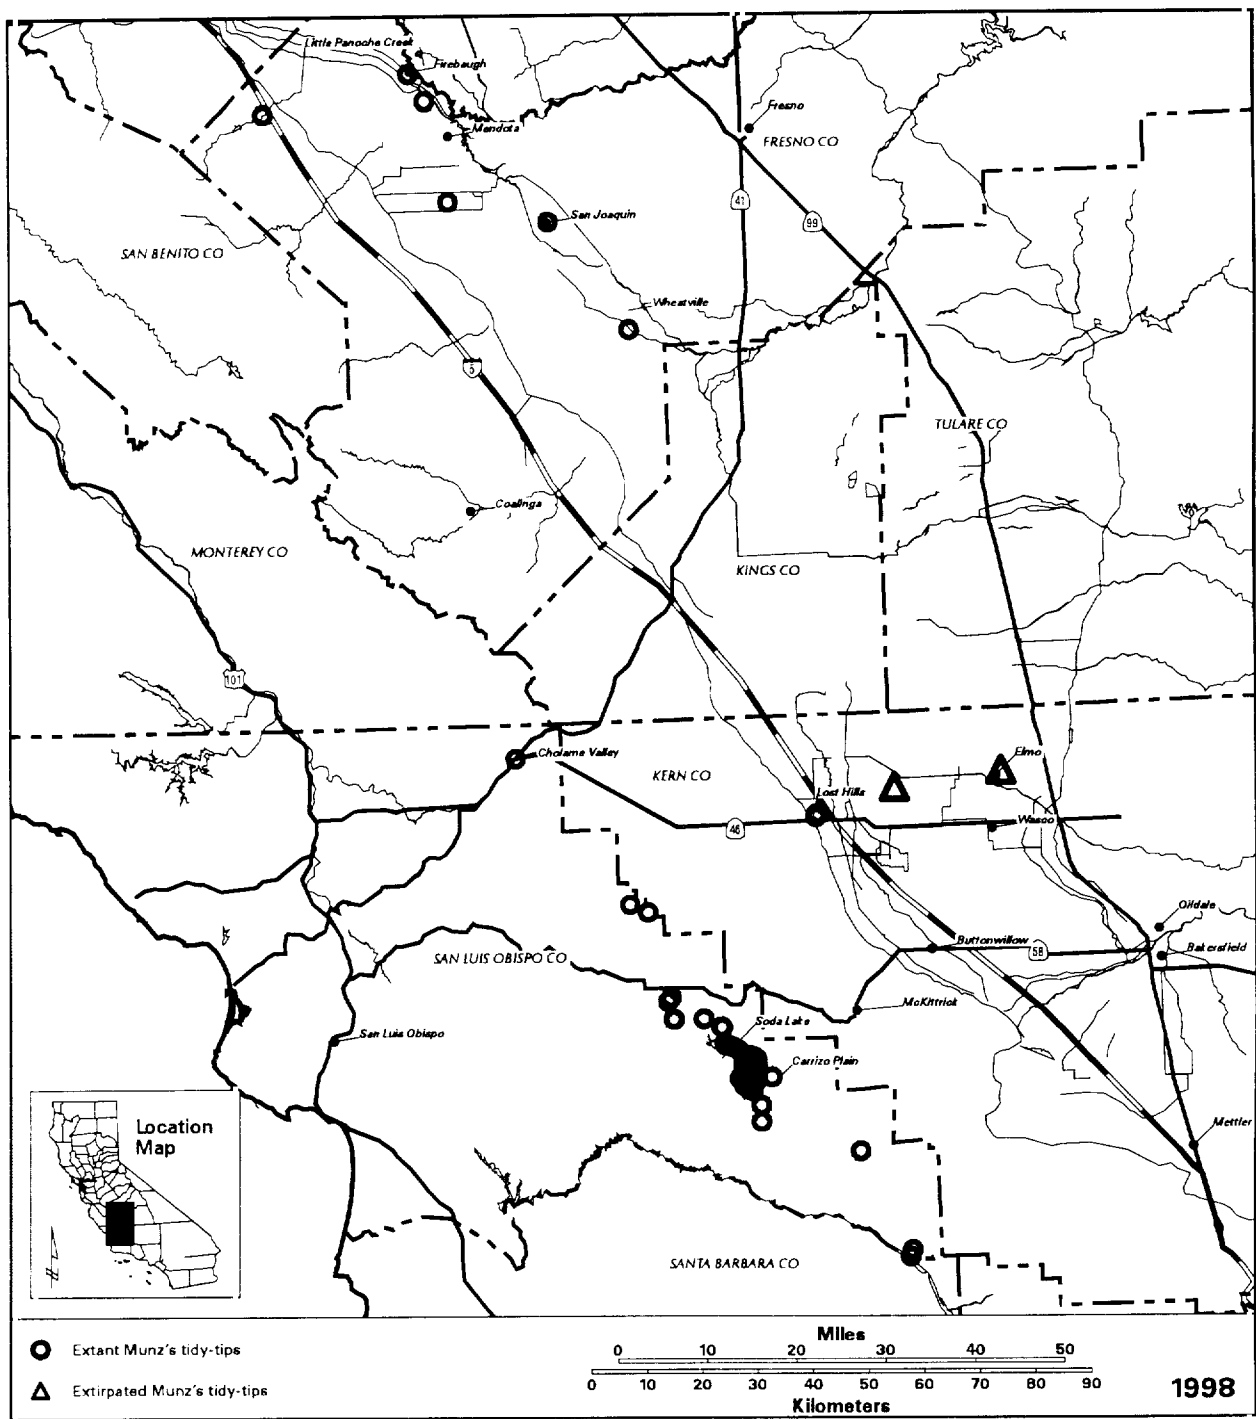 Little Panoche Creek
Firebaugh
Mendota
Fresno
FRESNO CO
41
99
San Joaquin
SAN BENITO CO
Wheatville
5
TULARE CO
Coalinga
MONTEREY CO
KINGS CO
101
Cholame Valley
KERN CO
Elmo
Lost Hills
46
Wasco
Oildale
Buttonwillow
58
Bakersfield
SAN LUIS OBISPO CO
McKittrick
Soda Lake
San Luis Obispo
Carrizo Plain
Location
Map
Mettler
SANTA BARBARA CO
Extant Munz's tidy-tips
Extirpated Munz's tidy-tips
Miles
0 10 20 30 40 50
0 10 20 30 40 50 60 70 80 90
Kilometers
1998